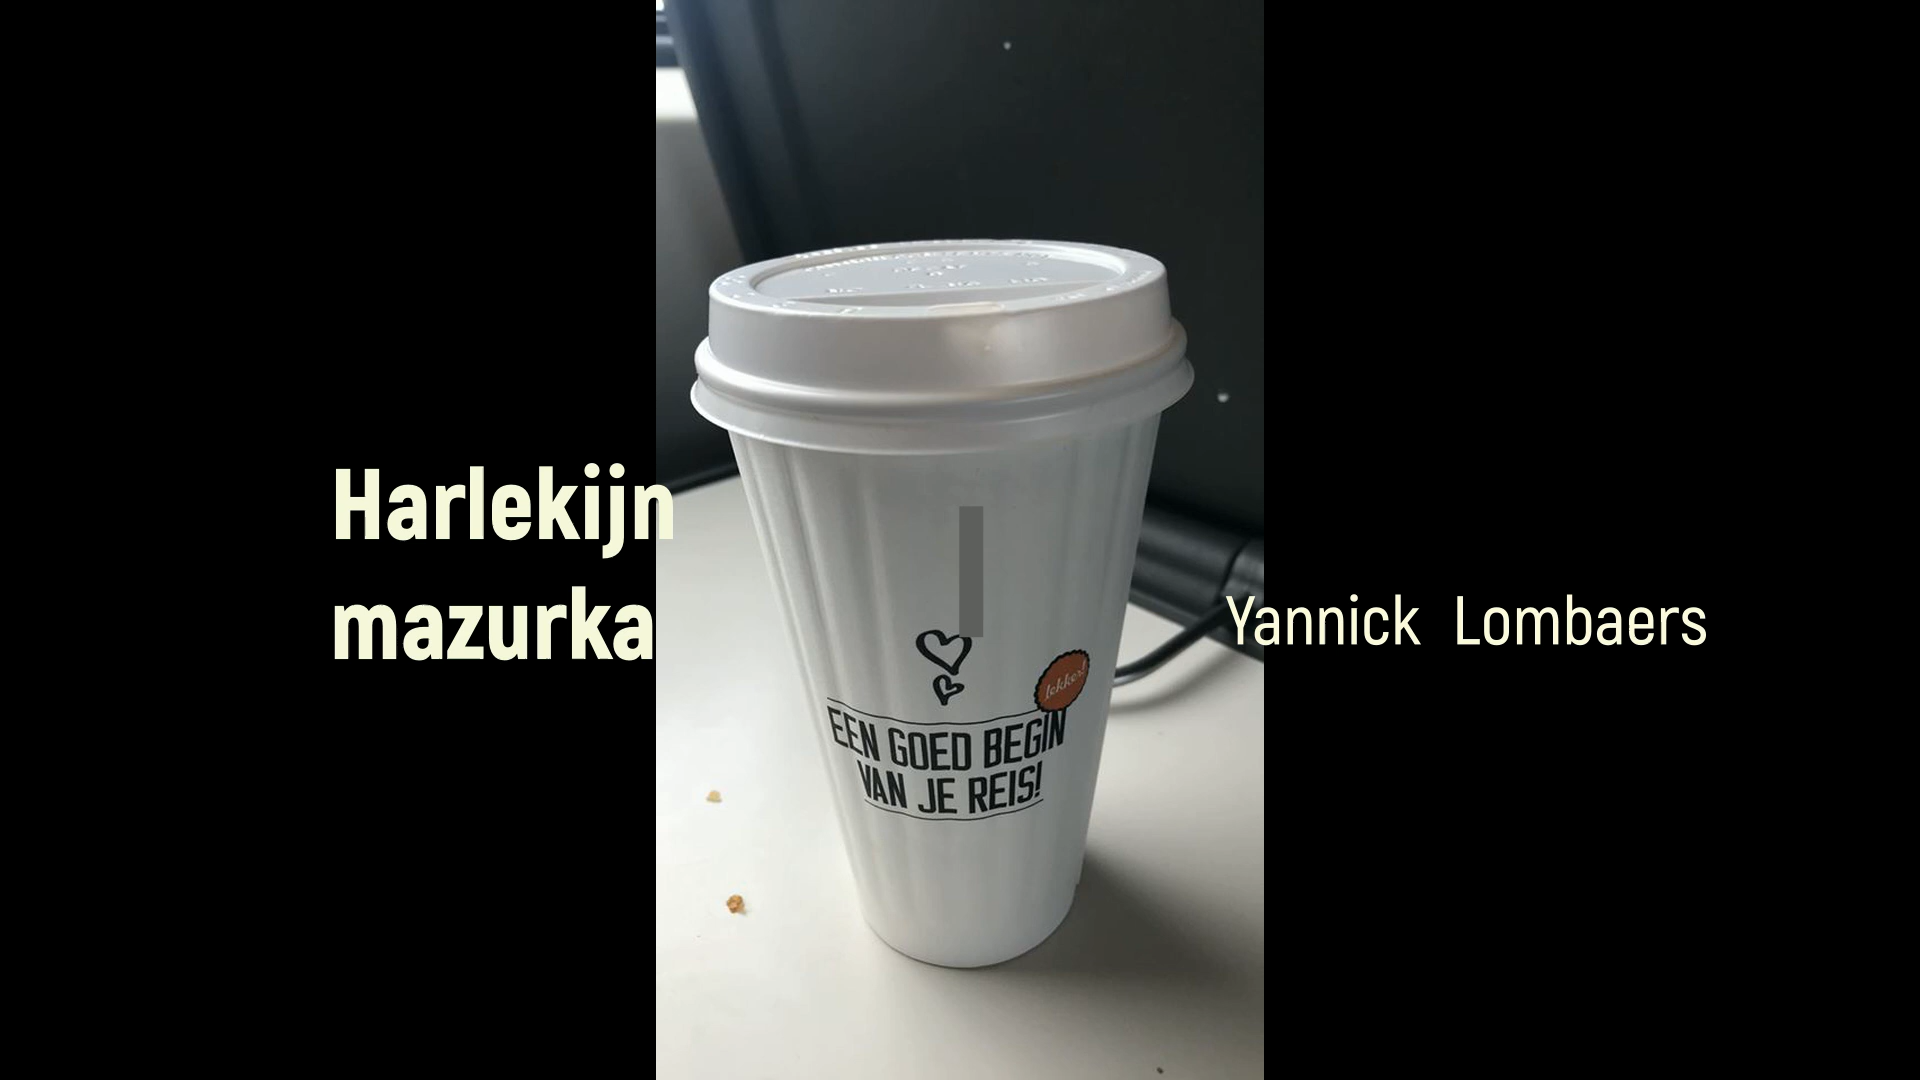 Harlekijn
mazurka
Yannick Lombaers
lekker!
EEN GOED BEGIN
VAN JE REIS!